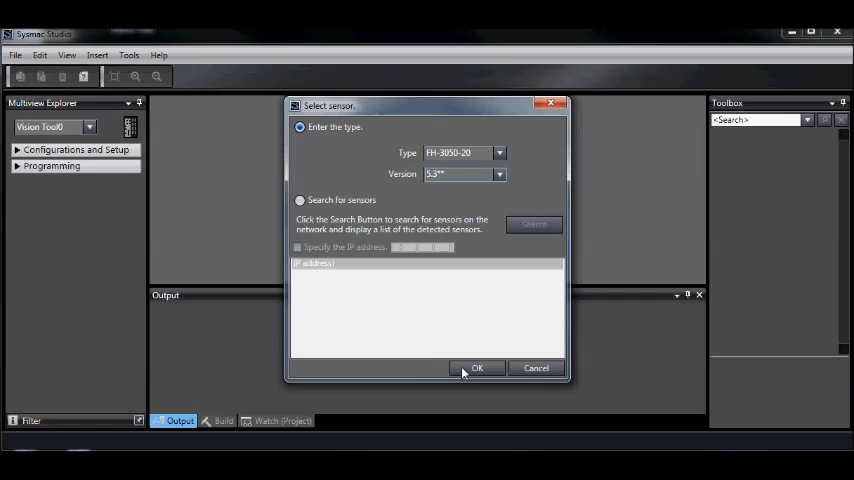 Sysmac Studio
File Edit View Insert Tools Help
Multiview Explorer
Vision Tool0
Configurations and Setup
Programming
Select sensor.
Enter the type.
Type FH-3050-20
Version 5.3**
Search for sensors
Click the Search Button to search for sensors on the
network and display a list of the detected sensors.
Search
Specify the IP address.
IP address
OK Cancel
Toolbox
<Search>
Output
Filter
Output Build Watch (Project)